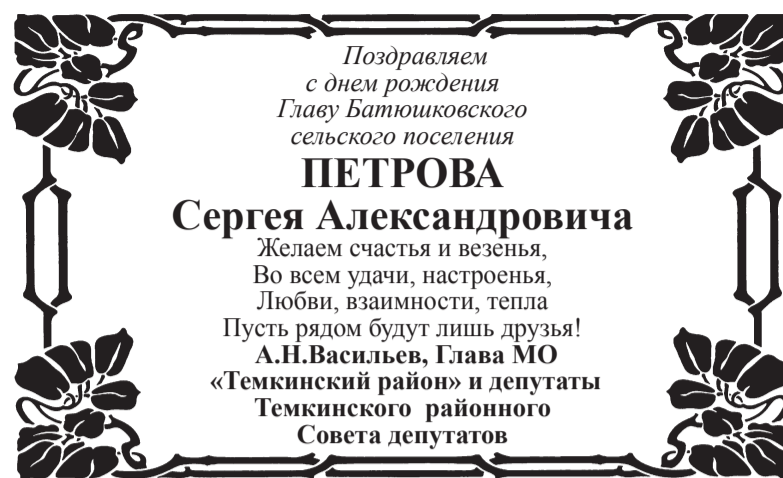 Поздравляем
с днем рождения
Главу Батюшковского
сельского поселения
ПЕТРОВА
Сергея Александровича
Желаем счастья и везенья,
Во всем удачи, настроенья,
Любви, взаимности, тепла
Пусть рядом будут лишь друзья!
А.Н.Васильев, Глава МО
«Темкинский район» и депутаты
Темкинского районного
Совета депутатов